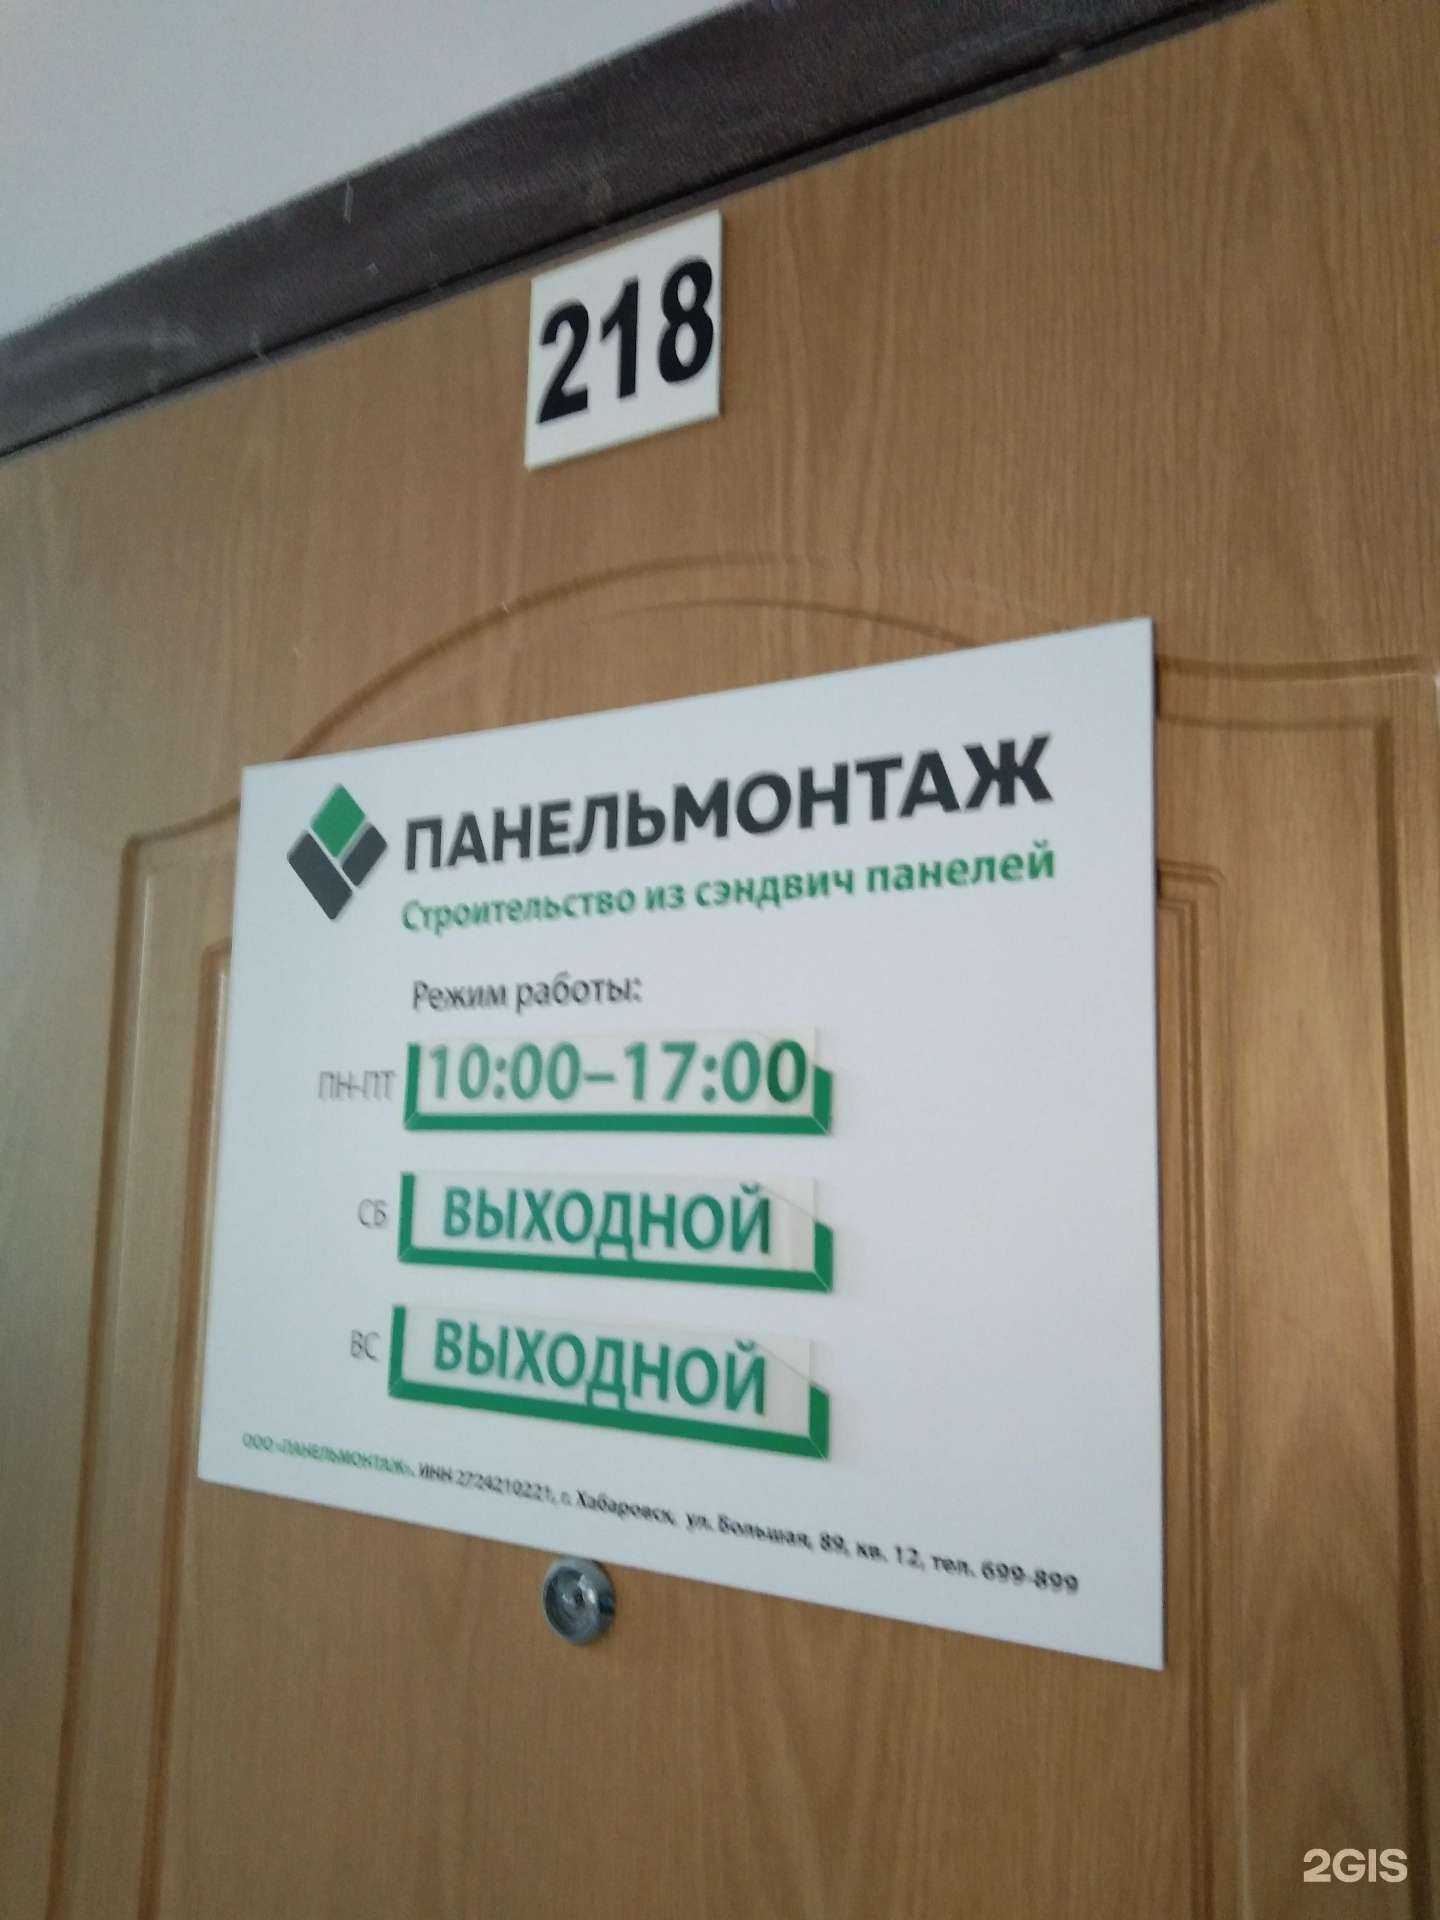 218
ПАНЕЛЬМОНТАЖ
Строительство из сэндвич панелей
Режим работы:
ПН-ПТ 10:00–17:00
СБ ВЫХОДНОЙ
ВС ВЫХОДНОЙ
ООО «ПАНЕЛЬМОНТАЖ», ИНН 2724210221, г. Хабаровск, ул. Большая, 89, кв. 12, тел. 699-899
2GIS